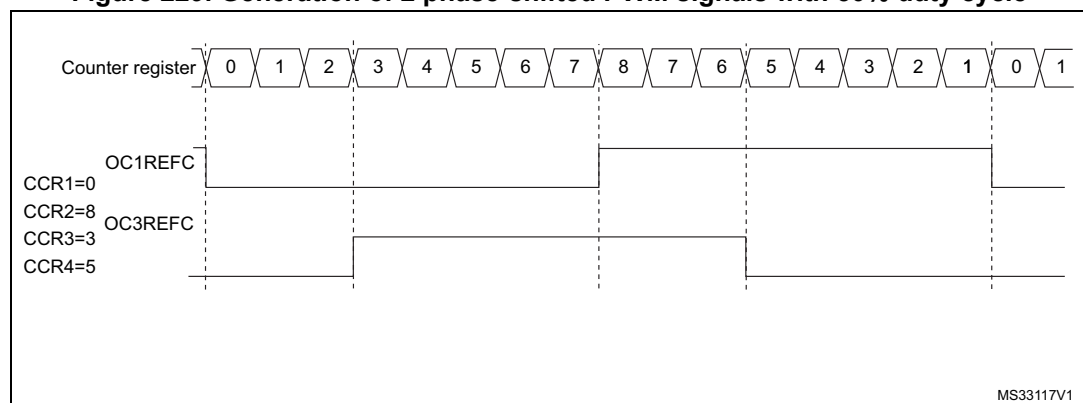 Figure Generation of 2 phase-shifted PWM signals with 50% duty cycle
Counter register 0 1 2 3 4 5 6 7 8 7 6 5 4 3 2 1 0 1
OC1REFC
CCR1=0
CCR2=8
OC3REFC
CCR3=3
CCR4=5
MS33117V1